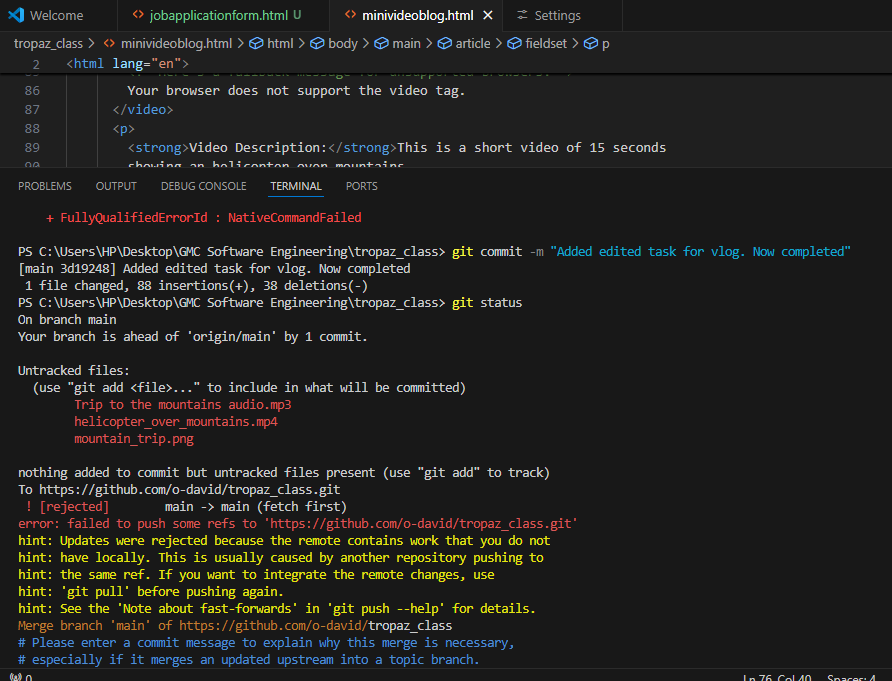 Welcome
jobapplicationform.html U
minivideoblog.html
Settings
tropaz_class > minivideoblog.html > html > body > main > article > fieldset > p
2 <html lang="en">
86 Your browser does not support the video tag.
87 </video>
88 <p>
89 <strong>Video Description:</strong>This is a short video of 15 seconds
showing an helicopter over mountains
PROBLEMS OUTPUT DEBUG CONSOLE TERMINAL PORTS
+ FullyQualifiedErrorId : NativeCommandFailed
PS C:\Users\HP\Desktop\GMC Software Engineering\tropaz_class> git commit -m "Added edited task for vlog. Now completed"
[main 3d19248] Added edited task for vlog. Now completed
1 file changed, 88 insertions(+), 38 deletions(-)
PS C:\Users\HP\Desktop\GMC Software Engineering\tropaz_class> git status
On branch main
Your branch is ahead of 'origin/main' by 1 commit.
Untracked files:
(use "git add <file>..." to include in what will be committed)
Trip to the mountains audio.mp3
helicopter_over_mountains.mp4
mountain_trip.png
nothing added to commit but untracked files present (use "git add" to track)
To https://github.com/o-david/tropaz_class.git
! [rejected] main -> main (fetch first)
error: failed to push some refs to 'https://github.com/o-david/tropaz_class.git'
hint: Updates were rejected because the remote contains work that you do not
hint: have locally. This is usually caused by another repository pushing to
hint: the same ref. If you want to integrate the remote changes, use
hint: 'git pull' before pushing again.
hint: See the 'Note about fast-forwards' in 'git push --help' for details.
Merge branch 'main' of https://github.com/o-david/tropaz_class
# Please enter a commit message to explain why this merge is necessary,
# especially if it merges an updated upstream into a topic branch.
0 Ln 76, Col 40 Spaces: 4